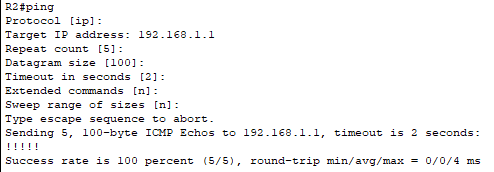 R2#ping
Protocol [ip]:
Target IP address: 192.168.1.1
Repeat count [5]:
Datagram size [100]:
Timeout in seconds [2]:
Extended commands [n]:
Sweep range of sizes [n]:
Type escape sequence to abort.
Sending 5, 100-byte ICMP Echos to 192.168.1.1, timeout is 2 seconds:
!!!!!
Success rate is 100 percent (5/5), round-trip min/avg/max = 0/0/4 ms